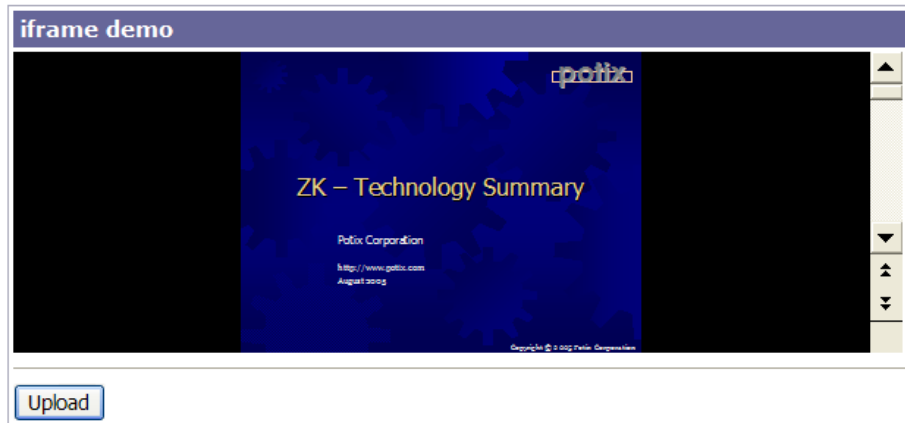 iframe demo
potix
ZK – Technology Summary
Potix Corporation
http://www.potix.com
August 2005
Copyright © 2005 Potix Corporation
Upload